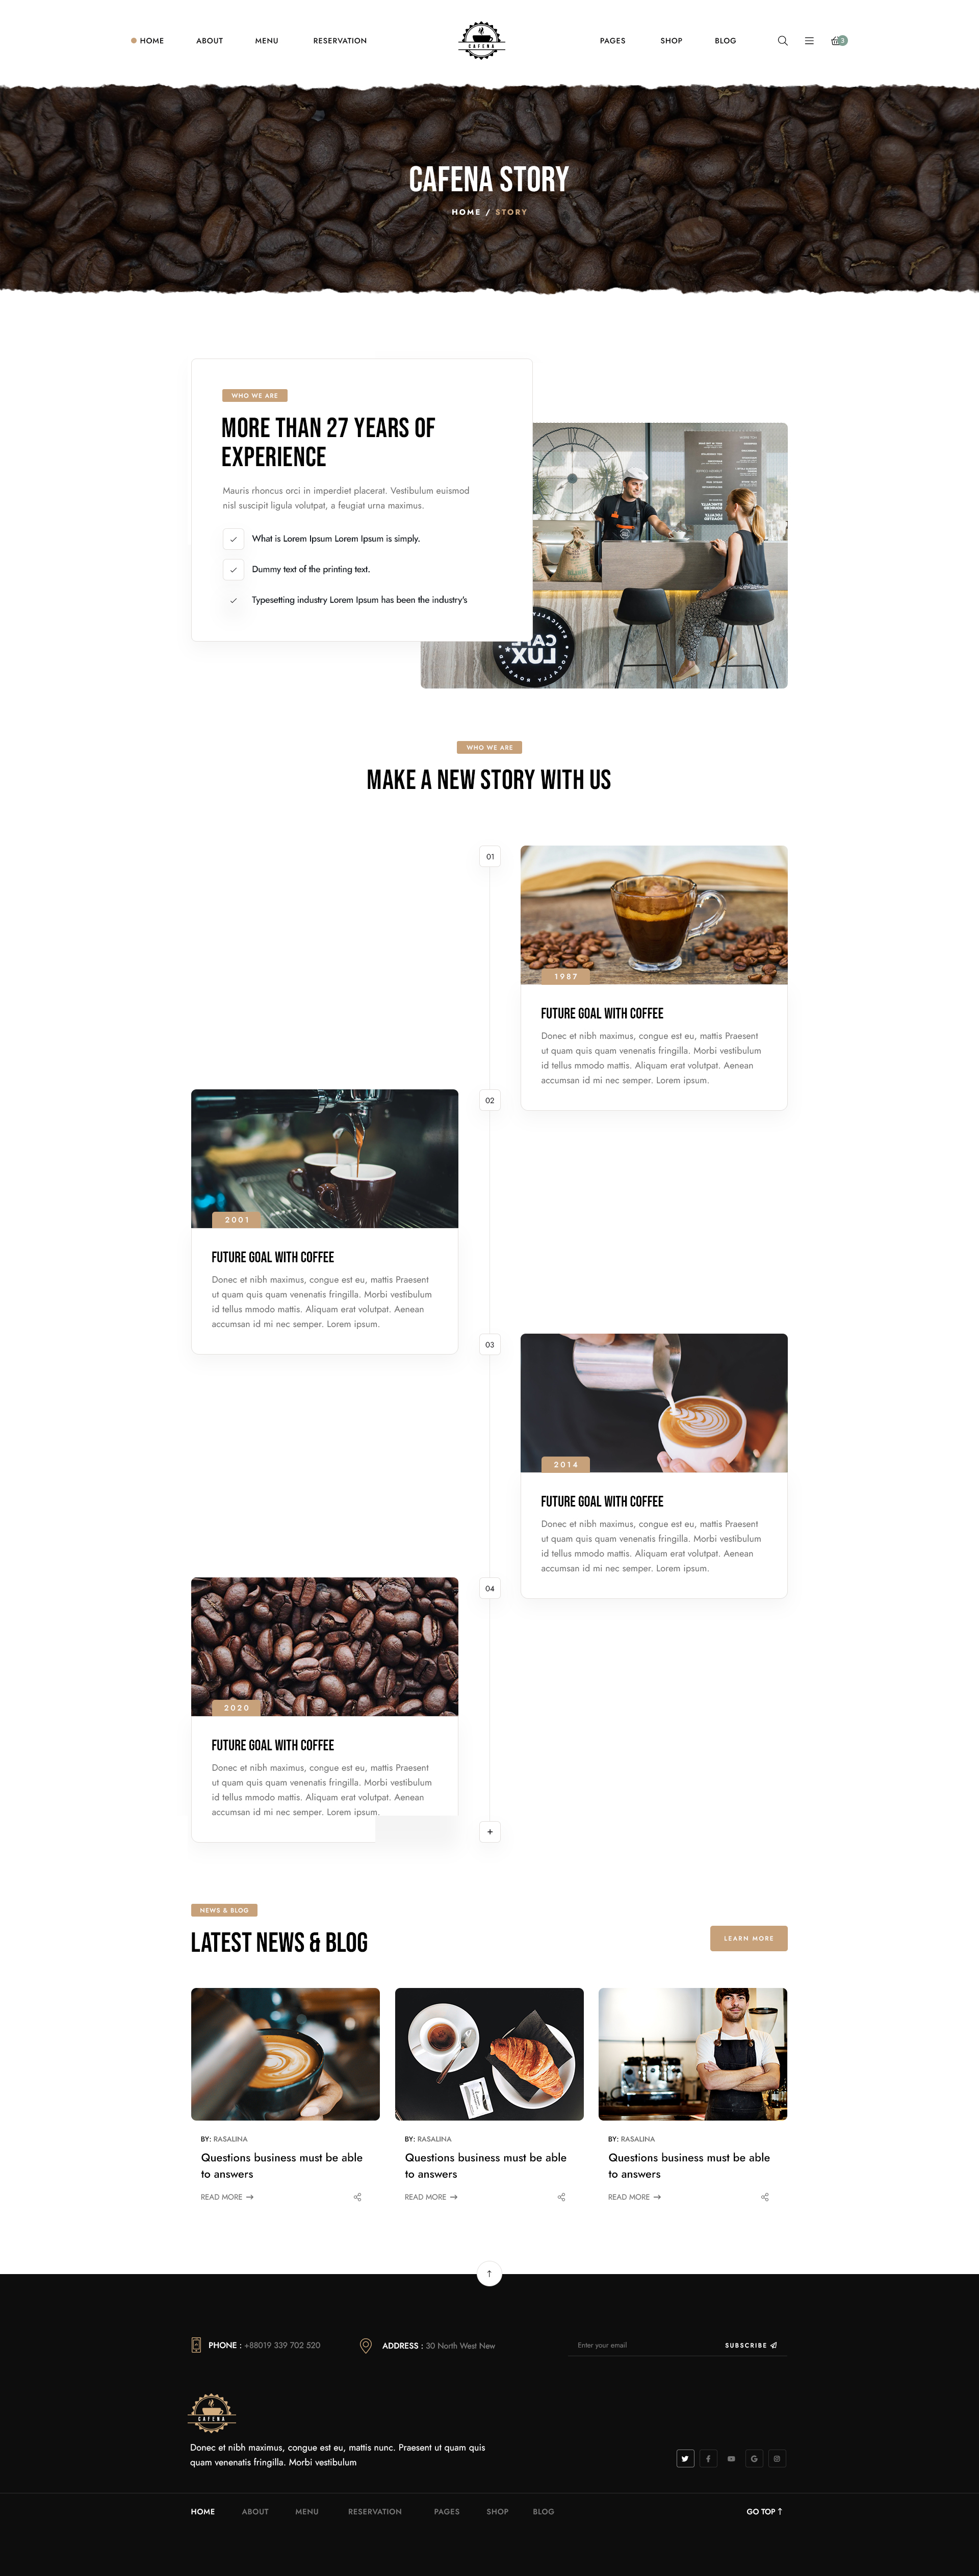 HOME
ABOUT
MENU
RESERVATION
CAFENA
PAGES
SHOP
BLOG
3
CAFENA STORY
HOME / STORY
WHO WE ARE
MORE THAN 27 YEARS OF
EXPERIENCE
Mauris rhoncus orci in imperdiet placerat. Vestibulum euismod
nisl suscipit ligula volutpat, a feugiat urna maximus.
What is Lorem Ipsum Lorem Ipsum is simply.
Dummy text of the printing text.
Typesetting industry Lorem Ipsum has been the industry's
CAFE
LUX
ETHICALLY
LOCALLY ROASTED
WHO WE ARE
MAKE A NEW STORY WITH US
01
1987
FUTURE GOAL WITH COFFEE
Donec et nibh maximus, congue est eu, mattis Praesent
ut quam quis quam venenatis fringilla. Morbi vestibulum
id tellus mmodo mattis. Aliquam erat volutpat. Aenean
accumsan id mi nec semper. Lorem ipsum.
02
2001
FUTURE GOAL WITH COFFEE
Donec et nibh maximus, congue est eu, mattis Praesent
ut quam quis quam venenatis fringilla. Morbi vestibulum
id tellus mmodo mattis. Aliquam erat volutpat. Aenean
accumsan id mi nec semper. Lorem ipsum.
03
2014
FUTURE GOAL WITH COFFEE
Donec et nibh maximus, congue est eu, mattis Praesent
ut quam quis quam venenatis fringilla. Morbi vestibulum
id tellus mmodo mattis. Aliquam erat volutpat. Aenean
accumsan id mi nec semper. Lorem ipsum.
04
2020
FUTURE GOAL WITH COFFEE
Donec et nibh maximus, congue est eu, mattis Praesent
ut quam quis quam venenatis fringilla. Morbi vestibulum
id tellus mmodo mattis. Aliquam erat volutpat. Aenean
accumsan id mi nec semper. Lorem ipsum.
+
NEWS & BLOG
LATEST NEWS & BLOG
LEARN MORE
BY: RASALINA
Questions business must be able
to answers
READ MORE →
BY: RASALINA
Questions business must be able
to answers
READ MORE →
BY: RASALINA
Questions business must be able
to answers
READ MORE →
PHONE : +88019 339 702 520
ADDRESS : 30 North West New
Enter your email
SUBSCRIBE
CAFENA
Donec et nibh maximus, congue est eu, mattis nunc. Praesent ut quam quis
quam venenatis fringilla. Morbi vestibulum
HOME
ABOUT
MENU
RESERVATION
PAGES
SHOP
BLOG
GO TOP ↑